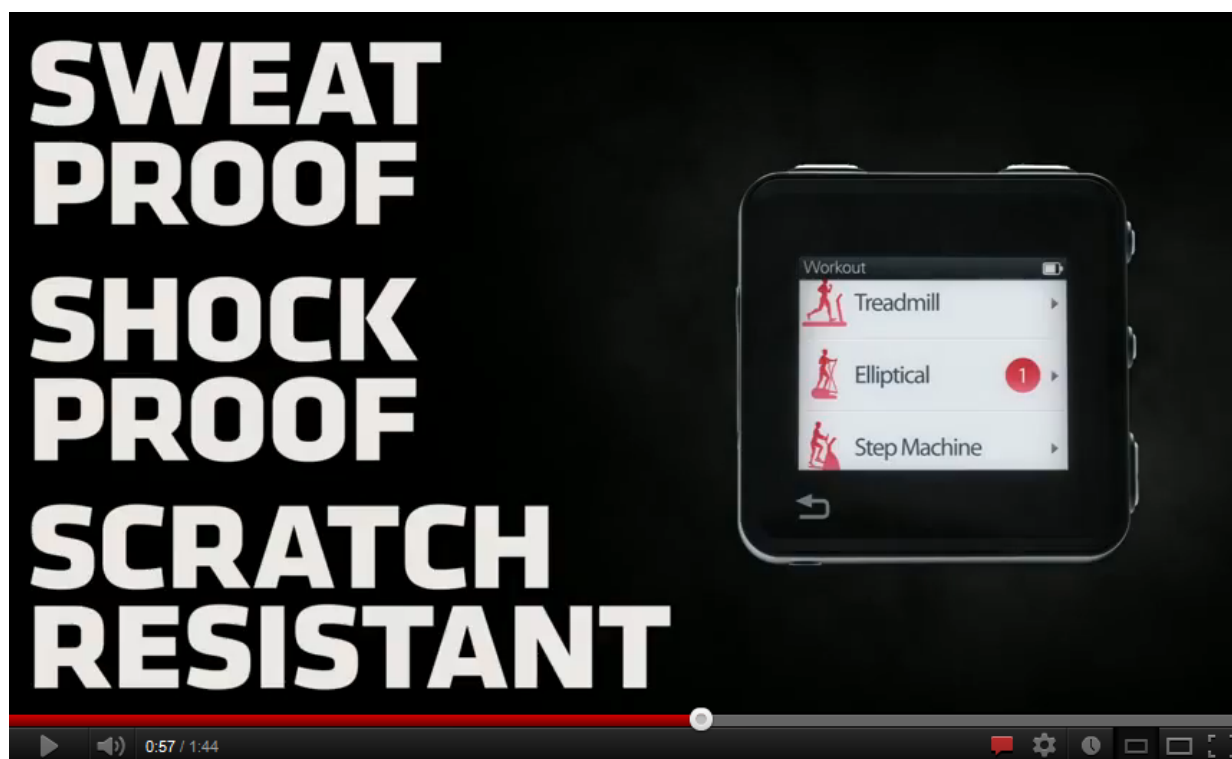 SWEAT
PROOF
SHOCK
PROOF
SCRATCH
RESISTANT
Workout
Treadmill
Elliptical 1
Step Machine
0:57 / 1:44